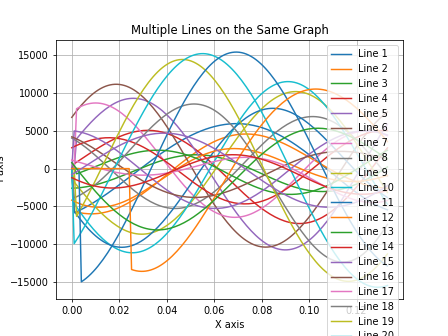 Multiple Lines on the Same Graph
15000
10000
5000
0
−5000
−10000
−15000
0.00
0.02
0.04
0.06
0.08
0.10
X axis
Line 1
Line 2
Line 3
Line 4
Line 5
Line 6
Line 7
Line 8
Line 9
Line 10
Line 11
Line 12
Line 13
Line 14
Line 15
Line 16
Line 17
Line 18
Line 19
Line 20